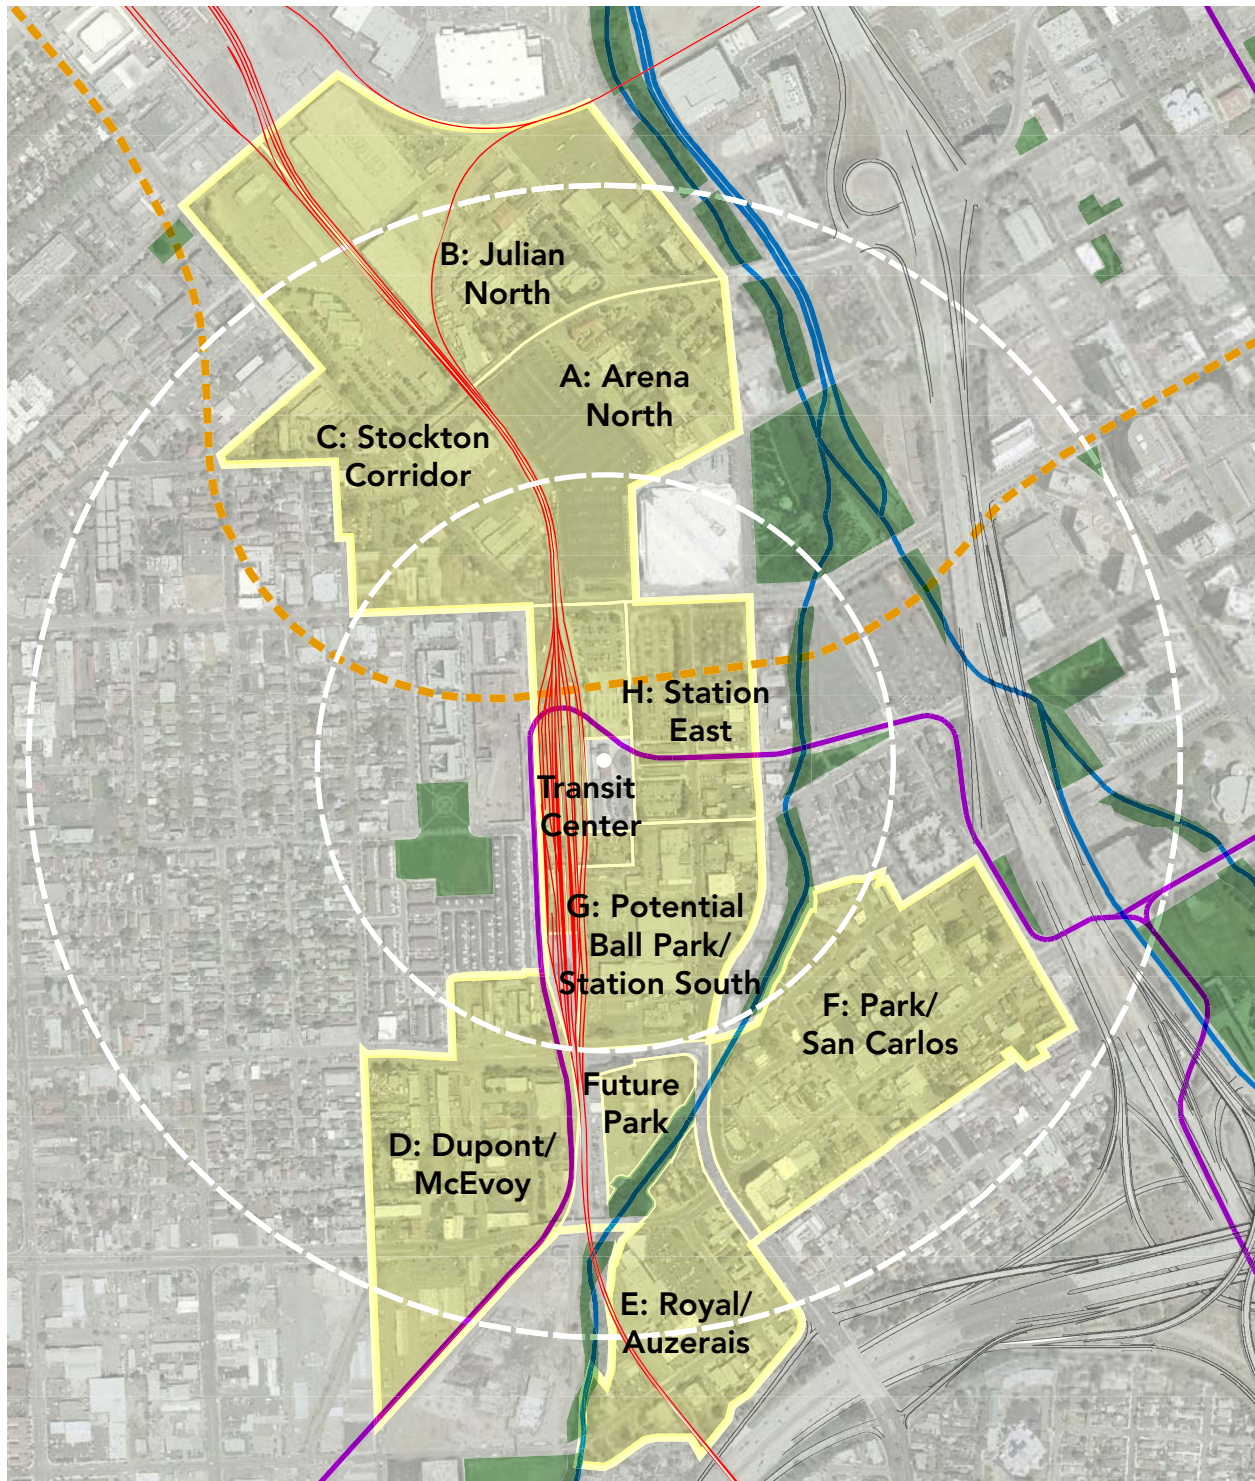 B: Julian
North
A: Arena
North
C: Stockton
Corridor
H: Station
East
Transit
Center
G: Potential
Ball Park/
Station South
F: Park/
San Carlos
Future
Park
D: Dupont/
McEvoy
E: Royal/
Auzerais